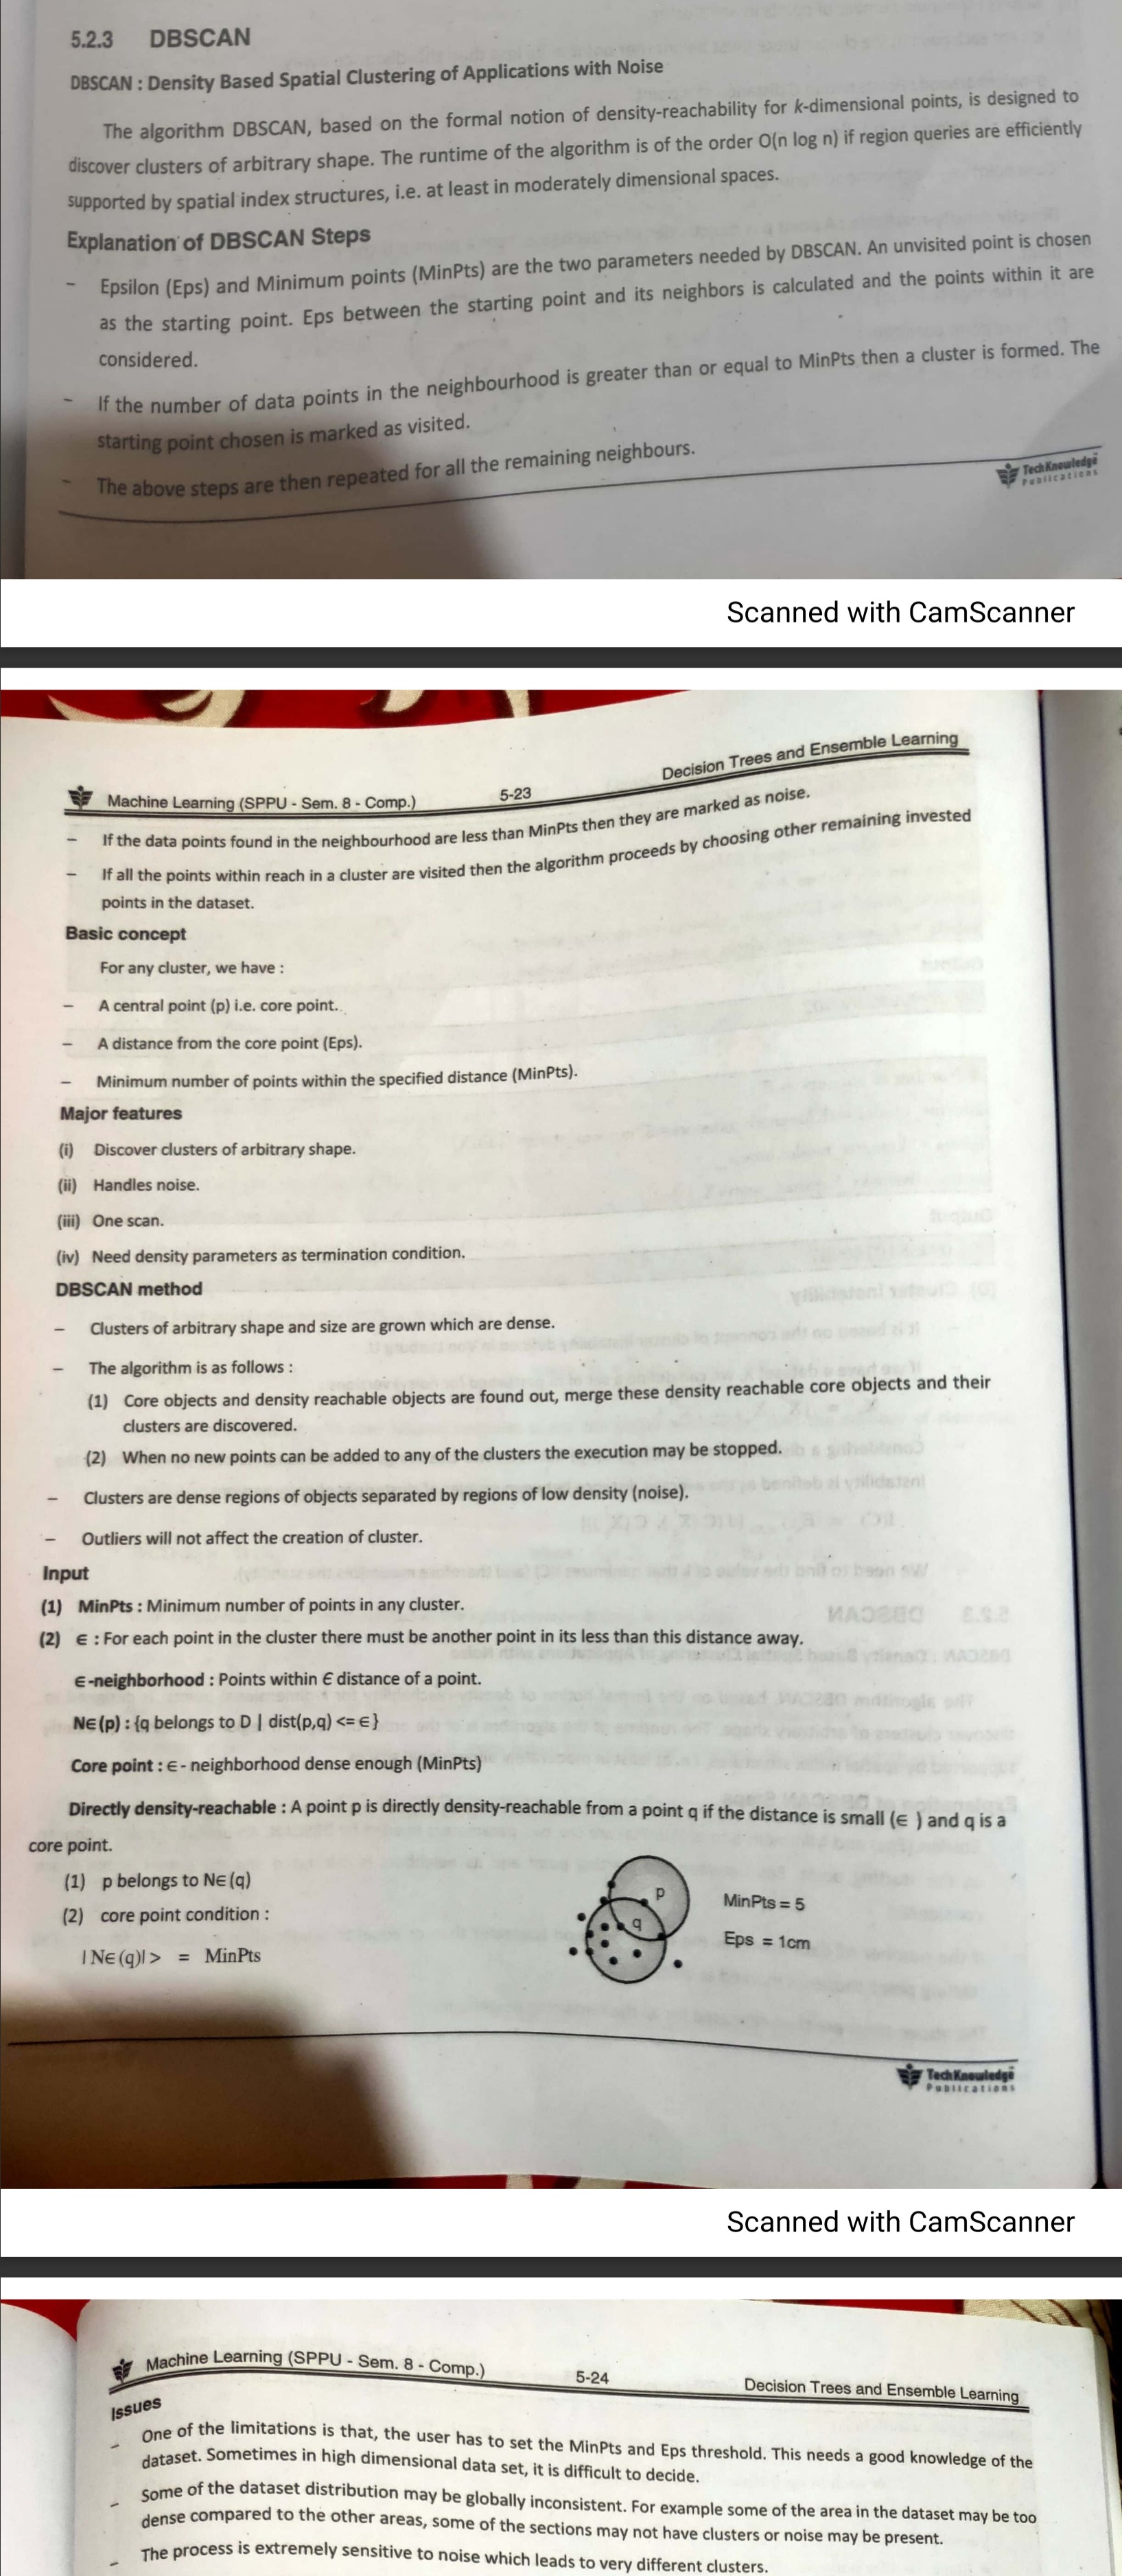 5.2.3 DBSCAN
DBSCAN : Density Based Spatial Clustering of Applications with Noise
The algorithm DBSCAN, based on the formal notion of density-reachability for k-dimensional points, is designed to
discover clusters of arbitrary shape. The runtime of the algorithm is of the order O(n log n) if region queries are efficiently
supported by spatial index structures, i.e. at least in moderately dimensional spaces.
Explanation of DBSCAN Steps
– Epsilon (Eps) and Minimum points (MinPts) are the two parameters needed by DBSCAN. An unvisited point is chosen
as the starting point. Eps between the starting point and its neighbors is calculated and the points within it are
considered.
– If the number of data points in the neighbourhood is greater than or equal to MinPts then a cluster is formed. The
starting point chosen is marked as visited.
– The above steps are then repeated for all the remaining neighbours.
TechKnowledge
Publications
Scanned with CamScanner
Machine Learning (SPPU - Sem. 8 - Comp.) 5-23 Decision Trees and Ensemble Learning
– If the data points found in the neighbourhood are less than MinPts then they are marked as noise.
– If all the points within reach in a cluster are visited then the algorithm proceeds by choosing other remaining invested
points in the dataset.
Basic concept
For any cluster, we have :
– A central point (p) i.e. core point.
– A distance from the core point (Eps).
– Minimum number of points within the specified distance (MinPts).
Major features
(i) Discover clusters of arbitrary shape.
(ii) Handles noise.
(iii) One scan.
(iv) Need density parameters as termination condition.
DBSCAN method
– Clusters of arbitrary shape and size are grown which are dense.
– The algorithm is as follows :
(1) Core objects and density reachable objects are found out, merge these density reachable core objects and their
clusters are discovered.
(2) When no new points can be added to any of the clusters the execution may be stopped.
– Clusters are dense regions of objects separated by regions of low density (noise).
– Outliers will not affect the creation of cluster.
Input
(1) MinPts : Minimum number of points in any cluster.
(2) ∈ : For each point in the cluster there must be another point in its less than this distance away.
∈-neighborhood : Points within ∈ distance of a point.
N∈(p) : {q belongs to D | dist(p,q) <= ∈}
Core point : ∈ - neighborhood dense enough (MinPts)
Directly density-reachable : A point p is directly density-reachable from a point q if the distance is small (∈ ) and q is a
core point.
(1) p belongs to N∈(q)
(2) core point condition :
| N∈(q)| > = MinPts
p
q
MinPts = 5
Eps = 1cm
TechKnowledge
Publications
Scanned with CamScanner
Machine Learning (SPPU - Sem. 8 - Comp.) 5-24 Decision Trees and Ensemble Learning
Issues
– One of the limitations is that, the user has to set the MinPts and Eps threshold. This needs a good knowledge of the
dataset. Sometimes in high dimensional data set, it is difficult to decide.
– Some of the dataset distribution may be globally inconsistent. For example some of the area in the dataset may be too
dense compared to the other areas, some of the sections may not have clusters or noise may be present.
– The process is extremely sensitive to noise which leads to very different clusters.